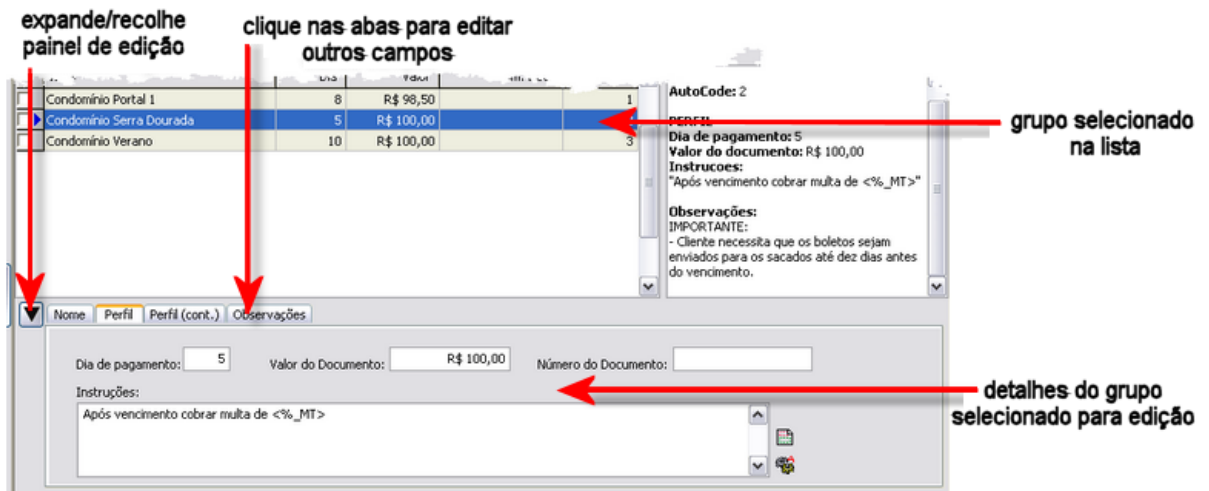 expande/recolhe
painel de edição
clique nas abas para editar
outros campos
Dia Valor
Condomínio Portal 1 8 R$ 98,50 1
Condomínio Serra Dourada 5 R$ 100,00
Condomínio Verano 10 R$ 100,00 3
AutoCode: 2
PERFIL
Dia de pagamento: 5
Valor do documento: R$ 100,00
Instrucoes:
"Após vencimento cobrar multa de <%_MT>"
Observações:
IMPORTANTE:
- Cliente necessita que os boletos sejam
enviados para os sacados até dez dias antes
do vencimento.
grupo selecionado
na lista
Nome Perfil Perfil (cont.) Observações
Dia de pagamento: 5 Valor do Documento: R$ 100,00 Número do Documento:
Instruções:
Após vencimento cobrar multa de <%_MT>
detalhes do grupo
selecionado para edição